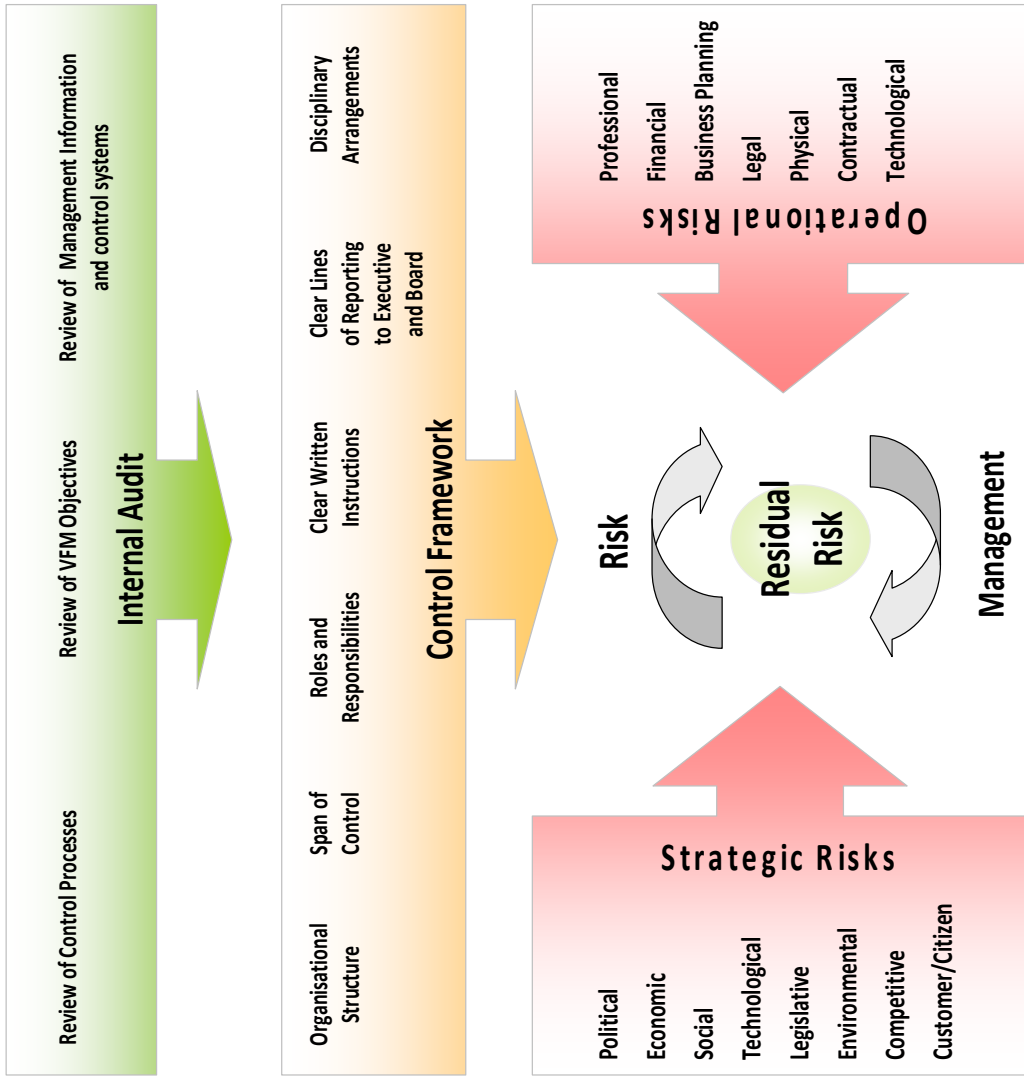 Review of Control Processes
Review of VFM Objectives
Review of  Management Information
and control systems
Internal Audit
Organisational
Structure
Span of
Control
Roles and
Responsibilities
Clear Written
Instructions
Clear Lines
of Reporting
to Executive
and Board
Disciplinary
Arrangements
Control Framework
Political
Economic
Social
Technological
Legislative
Environmental
Competitive
Customer/Citizen
Strategic Risks
Risk
Residual
Risk
Management
Operational Risks
Professional
Financial
Business Planning
Legal
Physical
Contractual
Technological